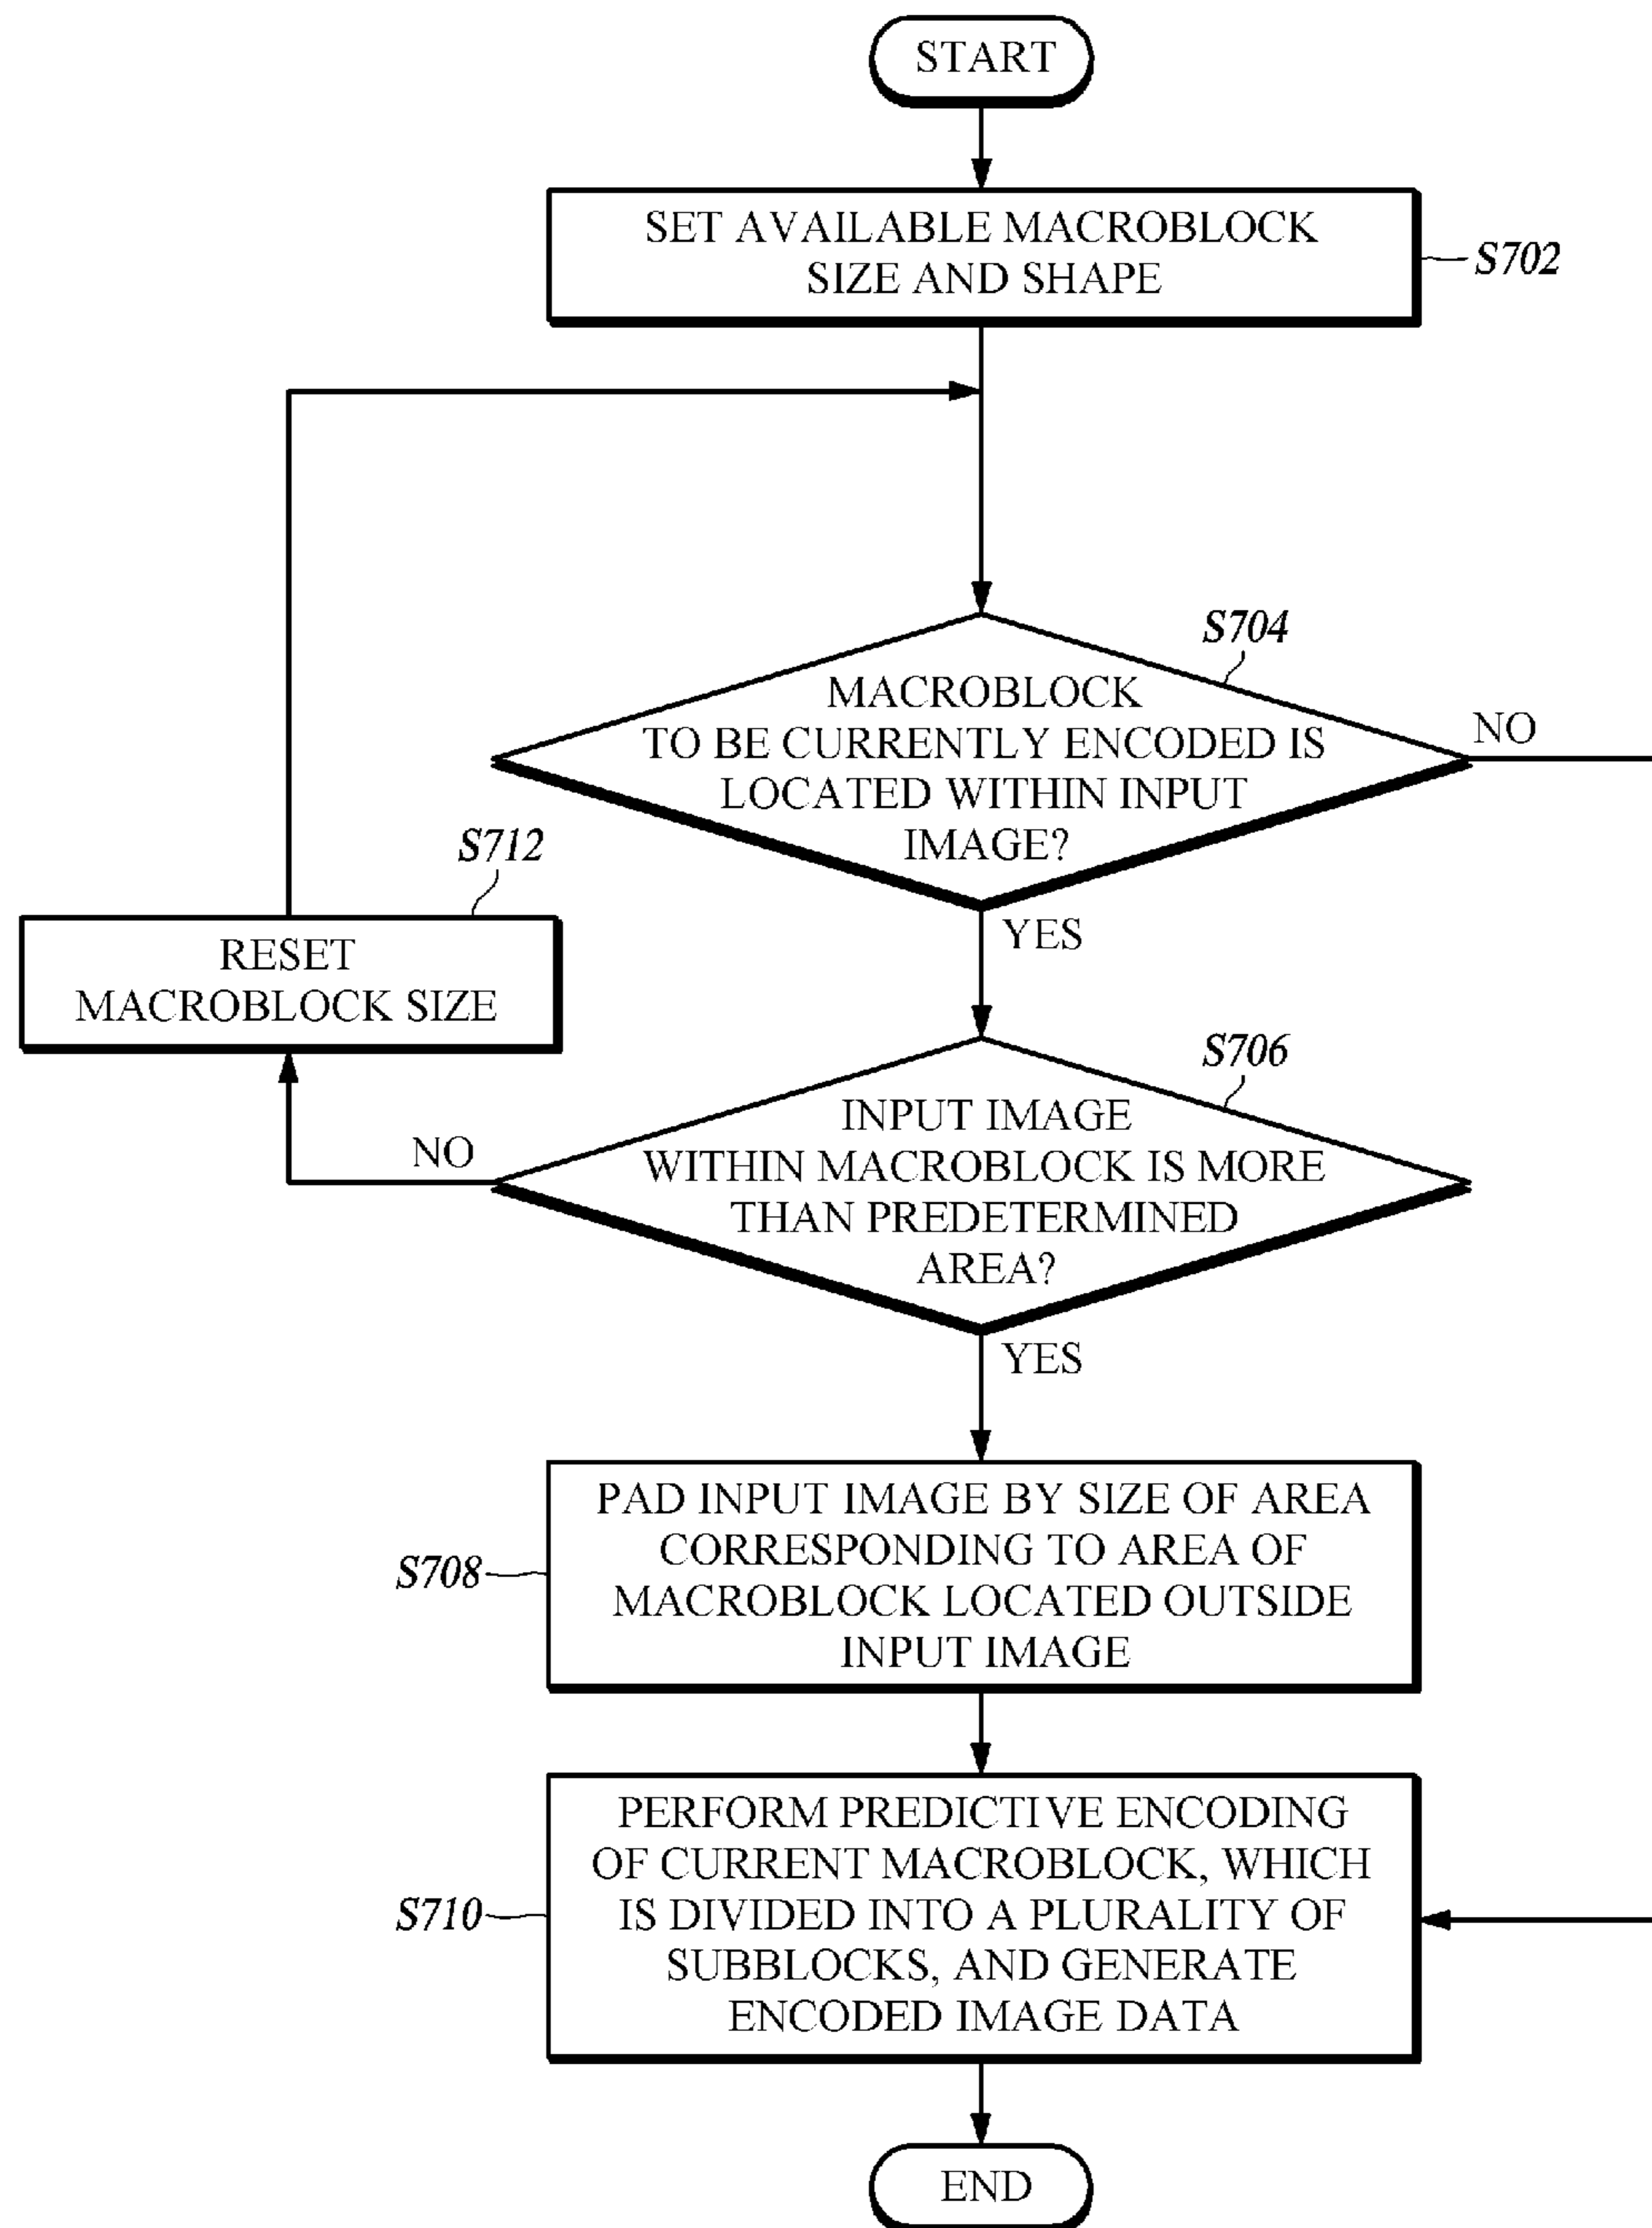 START
SET AVAILABLE MACROBLOCK
SIZE AND SHAPE
S702
S704
MACROBLOCK
TO BE CURRENTLY ENCODED IS
LOCATED WITHIN INPUT
IMAGE?
NO
YES
S712
RESET
MACROBLOCK SIZE
S706
INPUT IMAGE
WITHIN MACROBLOCK IS MORE
THAN PREDETERMINED
AREA?
NO
YES
S708
PAD INPUT IMAGE BY SIZE OF AREA
CORRESPONDING TO AREA OF
MACROBLOCK LOCATED OUTSIDE
INPUT IMAGE
S710
PERFORM PREDICTIVE ENCODING
OF CURRENT MACROBLOCK, WHICH
IS DIVIDED INTO A PLURALITY OF
SUBBLOCKS, AND GENERATE
ENCODED IMAGE DATA
END